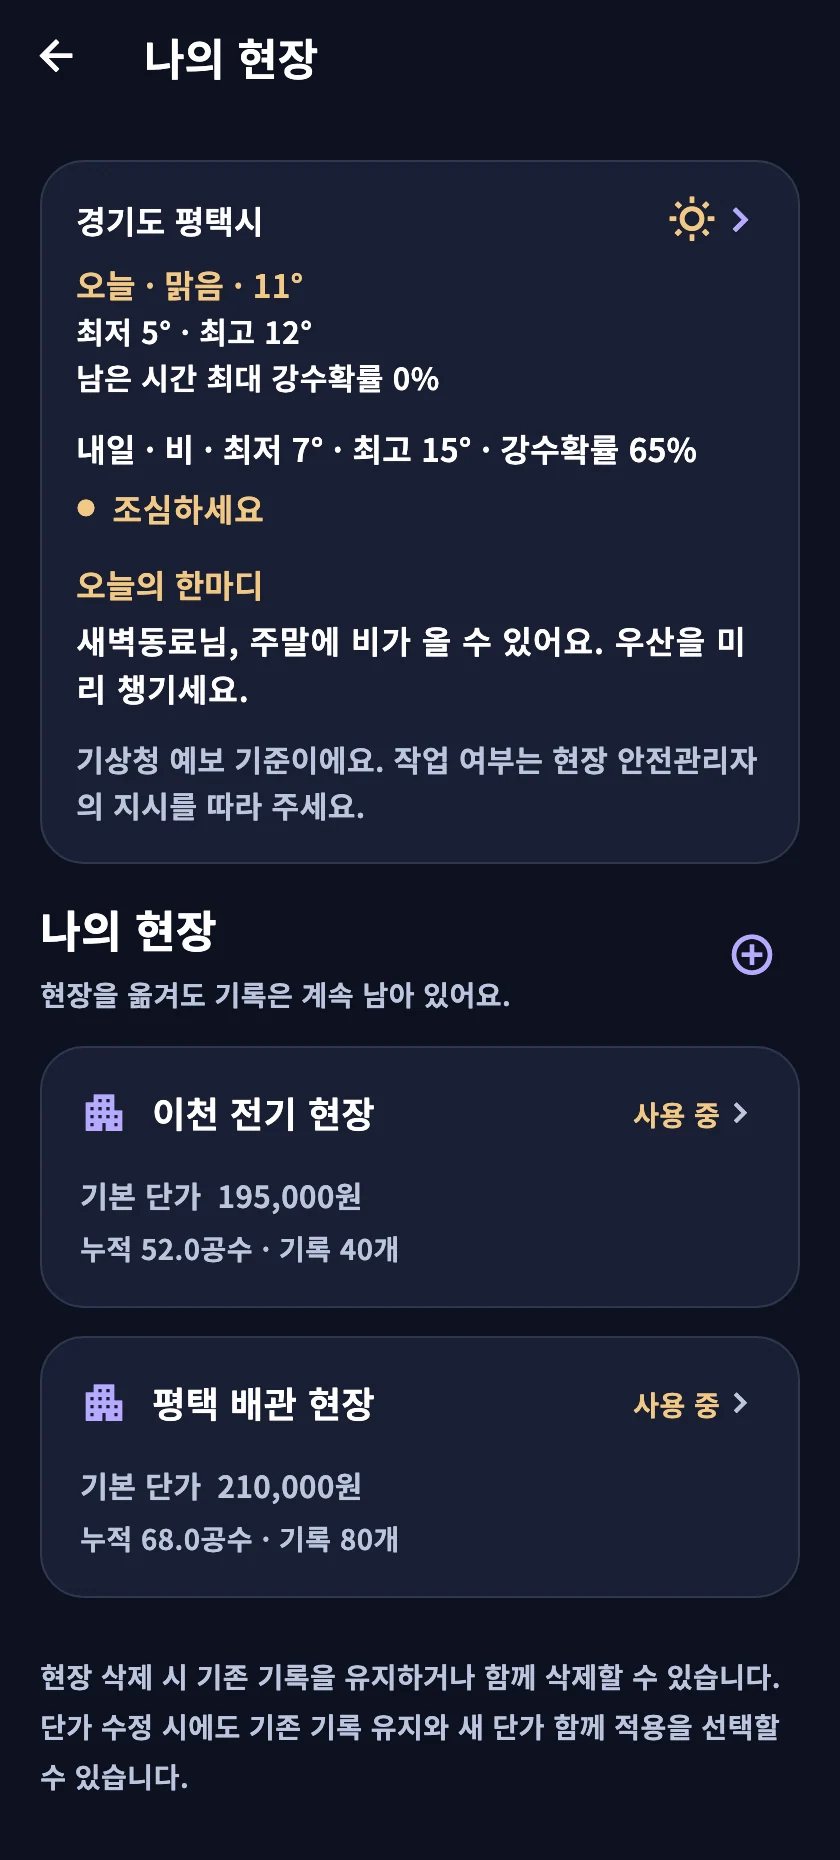 나의 현장
경기도 평택시
오늘 · 맑음 · 11°
최저 5° · 최고 12°
남은 시간 최대 강수확률 0%
내일 · 비 · 최저 7° · 최고 15° · 강수확률 65%
조심하세요
오늘의 한마디
새벽동료님, 주말에 비가 올 수 있어요. 우산을 미
리 챙기세요.
기상청 예보 기준이에요. 작업 여부는 현장 안전관리자
의 지시를 따라 주세요.
나의 현장
현장을 옮겨도 기록은 계속 남아 있어요.
이천 전기 현장 사용 중
기본 단가 195,000원
누적 52.0공수 · 기록 40개
평택 배관 현장 사용 중
기본 단가 210,000원
누적 68.0공수 · 기록 80개
현장 삭제 시 기존 기록을 유지하거나 함께 삭제할 수 있습니다.
단가 수정 시에도 기존 기록 유지와 새 단가 함께 적용을 선택할
수 있습니다.